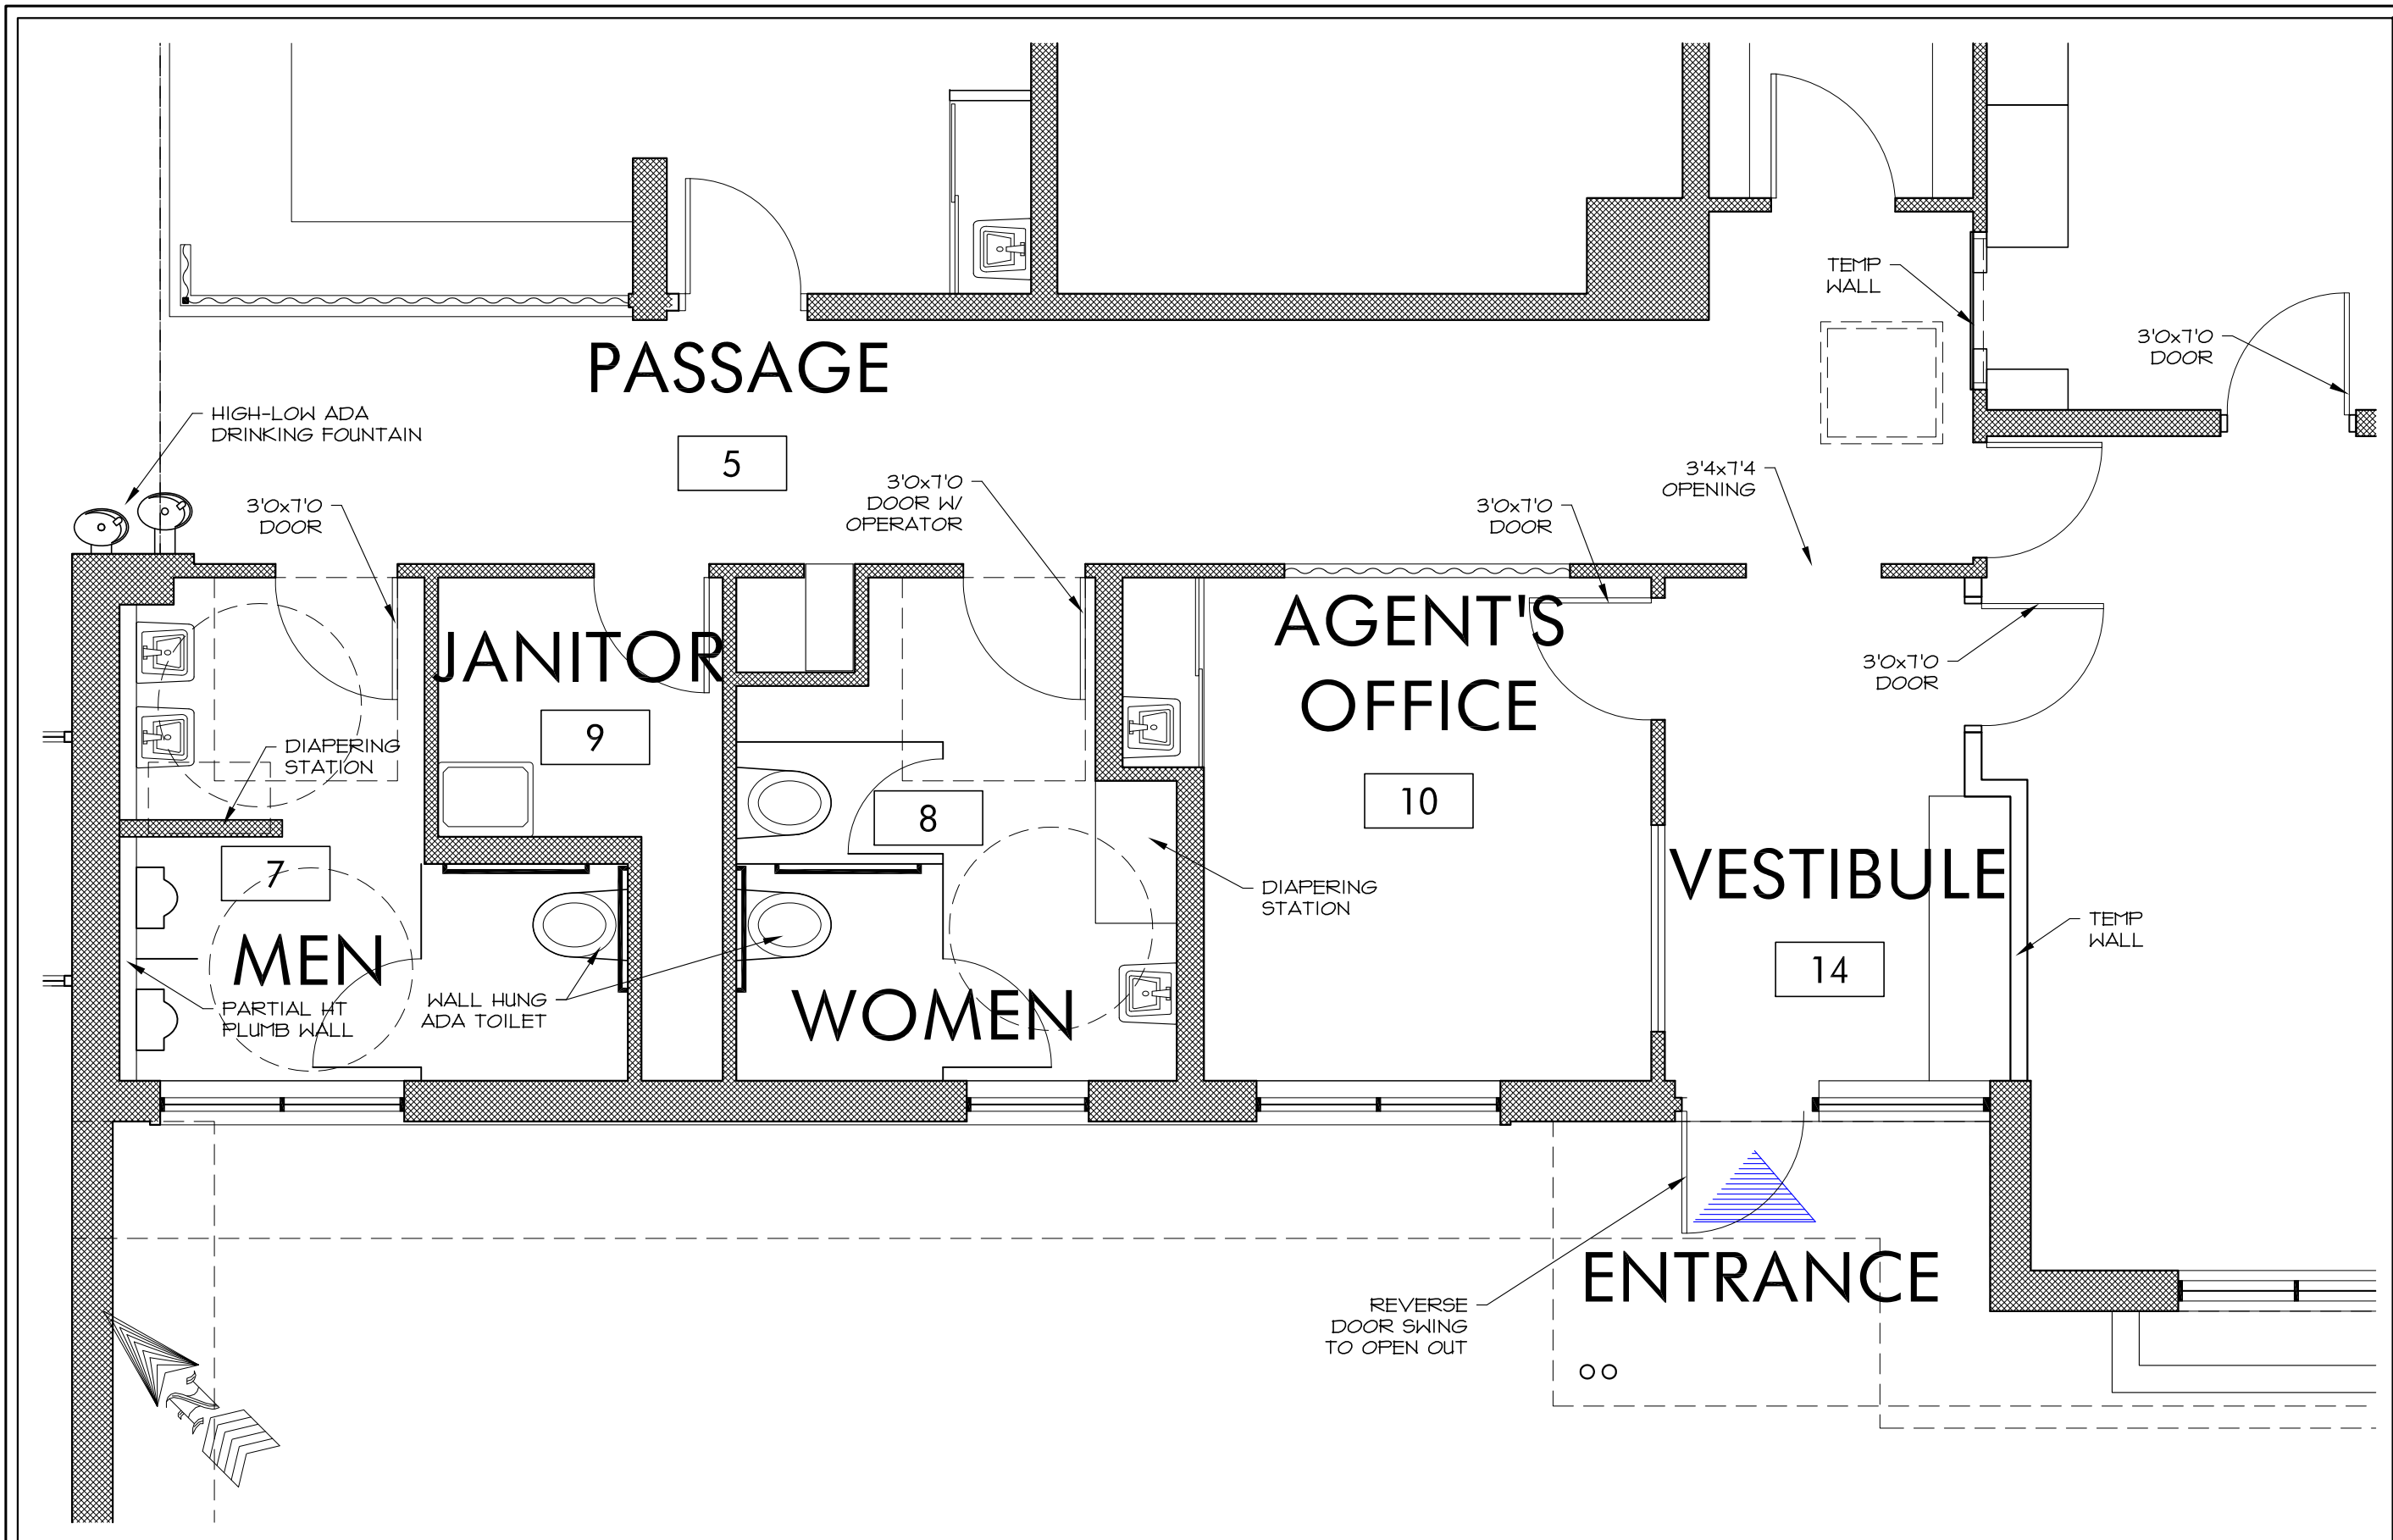 TEMP
WALL
3'0x7'0
DOOR
PASSAGE
HIGH-LOW ADA
DRINKING FOUNTAIN
5
3'0x7'0
DOOR W/
OPERATOR
3'4x7'4
OPENING
3'0x7'0
DOOR
3'0x7'0
DOOR
AGENT'S
OFFICE
JANITOR
3'0x7'0
DOOR
9
DIAPERING
STATION
10
8
7
VESTIBULE
DIAPERING
STATION
TEMP
WALL
MEN
14
WALL HUNG
ADA TOILET
WOMEN
PARTIAL HT
PLUMB WALL
ENTRANCE
REVERSE
DOOR SWING
TO OPEN OUT